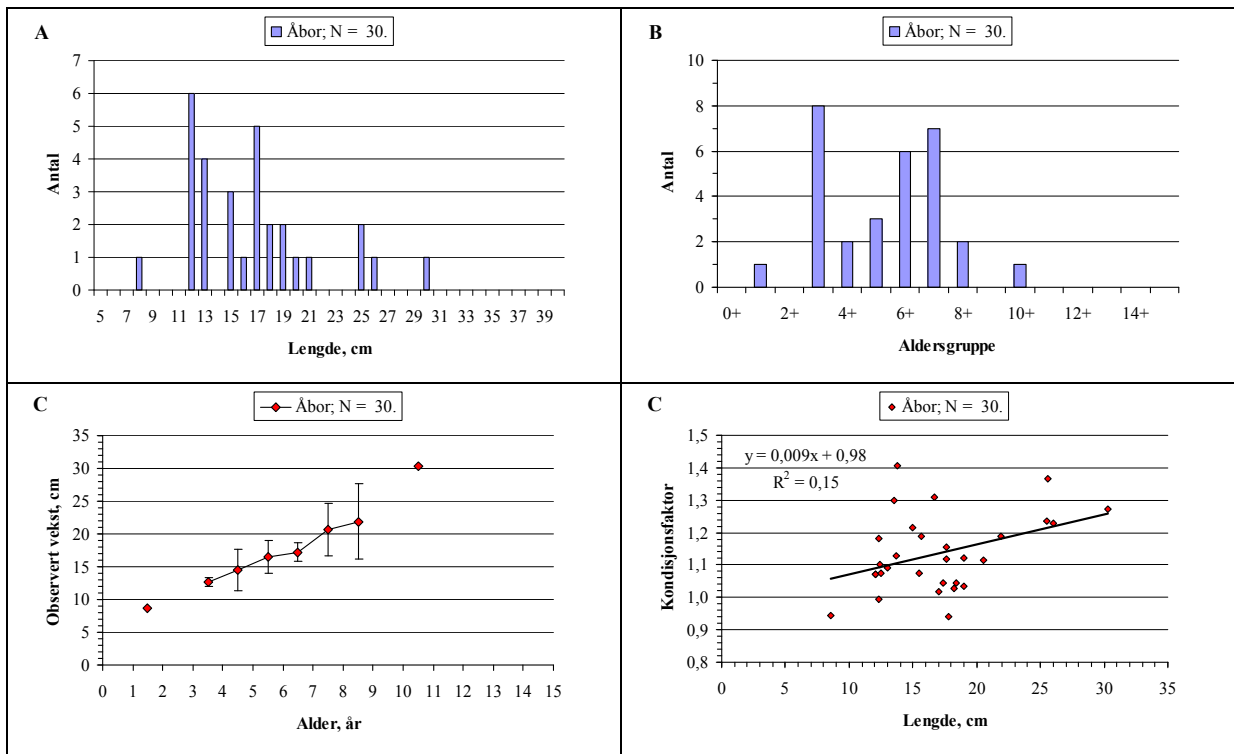 A
Åbor; N = 30.
7
6
5
4
3
2
1
0
Antal
5 7 9 11 13 15 17 19 21 23 25 27 29 31 33 35 37 39
Lengde, cm
B
Åbor; N = 30.
10
8
6
4
2
0
Antal
0+ 2+ 4+ 6+ 8+ 10+ 12+ 14+
Aldersgruppe
C
Åbor; N = 30.
35
30
25
20
15
10
5
0
Observert vekst, cm
0 1 2 3 4 5 6 7 8 9 10 11 12 13 14 15
Alder, år
C
Åbor; N = 30.
1,5
1,4
1,3
1,2
1,1
1,0
0,9
0,8
Kondisjonsfaktor
y = 0,009x + 0,98
R² = 0,15
0 5 10 15 20 25 30 35
Lengde, cm